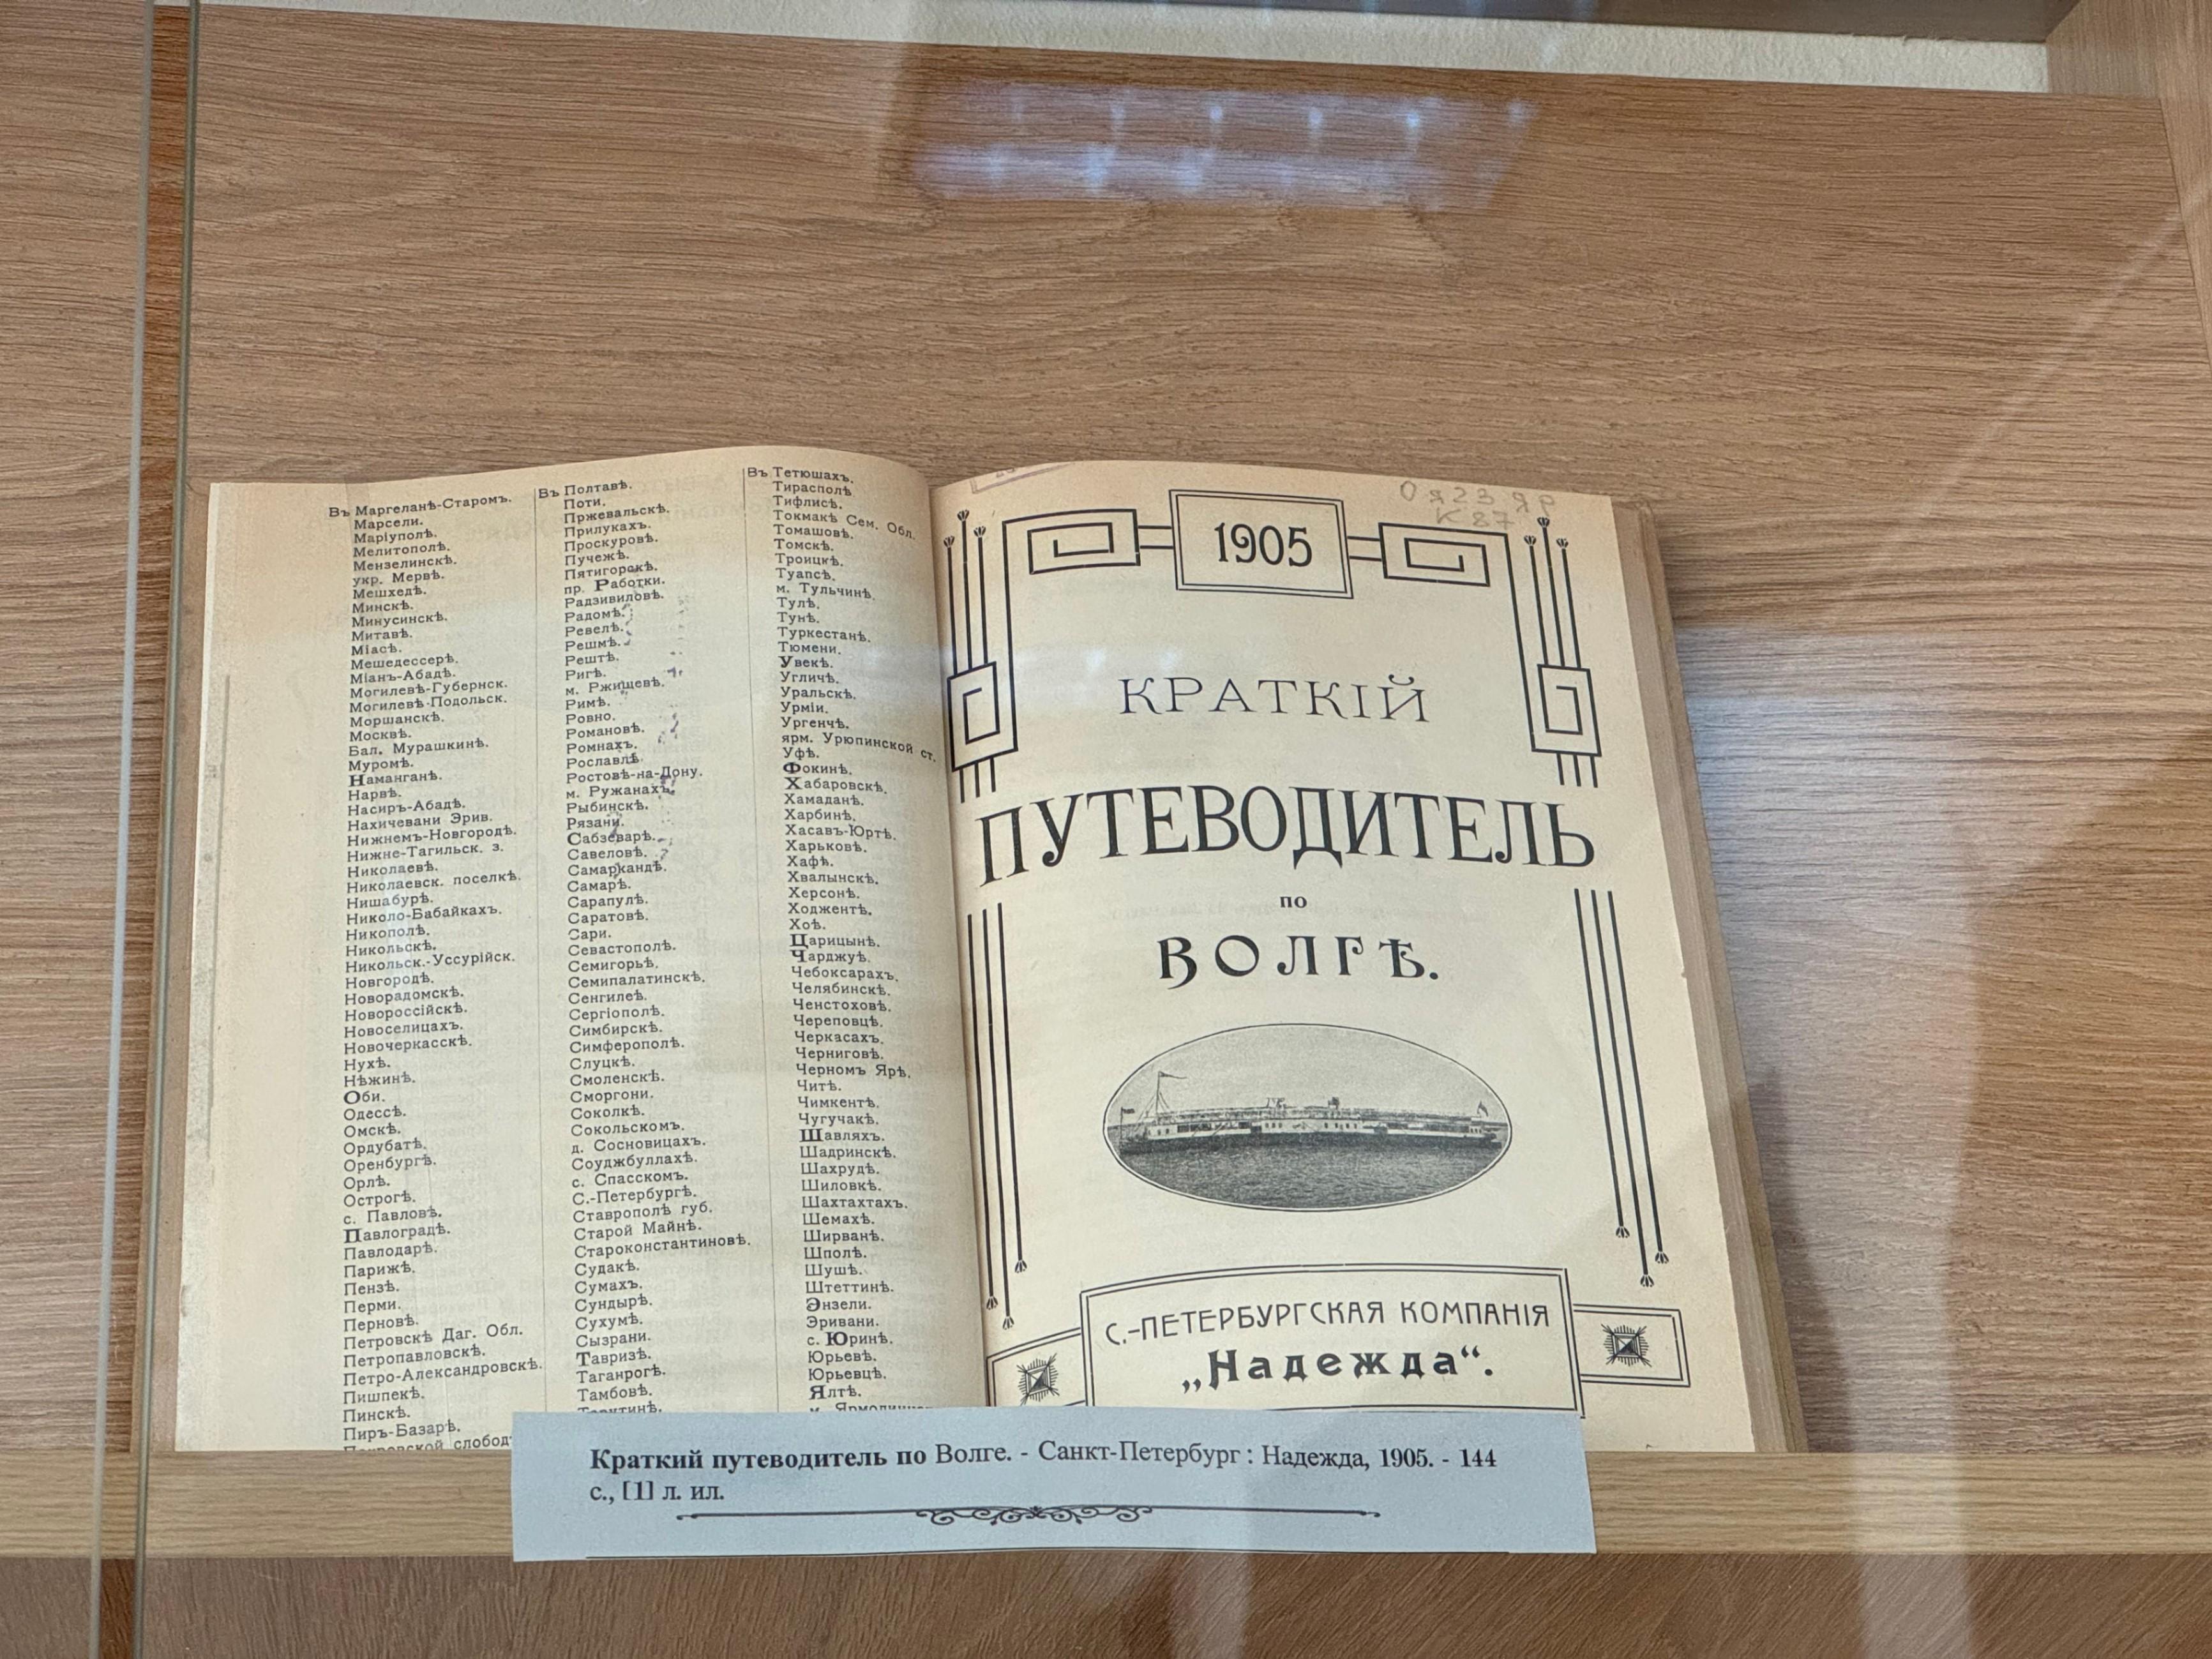 Въ Маргеланѣ-Старомъ.
Марсели.
Маріуполѣ.
Мелитополѣ.
Мензелинскѣ.
укр. Мервѣ.
Мешхедѣ.
Минскѣ.
Минусинскѣ.
Митавѣ.
Міасѣ.
Мешедессерѣ.
Міанъ-Абадѣ.
Могилевѣ-Губернск.
Могилевѣ-Подольск.
Моршанскѣ.
Москвѣ.
Бал. Мурашкинѣ.
Муромѣ.
Наманганѣ.
Нарвѣ.
Насиръ-Абадѣ.
Нахичевани Эрив.
Нижнемъ-Новгородѣ.
Нижне-Тагильск. з.
Николаевѣ.
Николаевск. поселкѣ.
Нишабурѣ.
Николо-Бабайкахъ.
Никополѣ.
Никольскѣ.
Никольск.-Уссурійск.
Новгородѣ.
Новорадомскѣ.
Новороссійскѣ.
Новоселицахъ.
Новочеркасскѣ.
Нухѣ.
Нѣжинѣ.
Оби.
Одессѣ.
Омскѣ.
Ордубатѣ.
Оренбургѣ.
Орлѣ.
Острогѣ.
с. Павловѣ.
Павлоградѣ.
Павлодарѣ.
Парижѣ.
Пензѣ.
Перми.
Перновѣ.
Петровскѣ Даг. Обл.
Петропавловскѣ.
Петро-Александровскѣ.
Пишпекѣ.
Пинскѣ.
Пиръ-Базарѣ.
Въ Полтавѣ.
Поти.
Пржевальскѣ.
Прилукахъ.
Проскуровѣ.
Пучежѣ.
Пятигорскѣ.
пр. Работки.
Радзивиловѣ.
Радомѣ.
Ревелѣ.
Решмѣ.
Рештѣ.
Ригѣ.
м. Ржищевѣ.
Римѣ.
Ровно.
Романовѣ.
Ромнахъ.
Рославлѣ.
Ростовѣ-на-Дону.
м. Ружанахъ.
Рыбинскѣ.
Рязани.
Сабзеварѣ.
Савеловѣ.
Самаркандѣ.
Самарѣ.
Сарапулѣ.
Саратовѣ.
Сари.
Севастополѣ.
Семигорьѣ.
Семипалатинскѣ.
Сенгилеѣ.
Сергіополѣ.
Симбирскѣ.
Симферополѣ.
Слуцкѣ.
Смоленскѣ.
Сморгони.
Соколкѣ.
Сокольскомъ.
д. Сосновицахъ.
Соуджбуллахѣ.
с. Спасскомъ.
С.-Петербургѣ.
Ставрополѣ губ.
Старой Майнѣ.
Староконстантиновѣ.
Судакѣ.
Сумахъ.
Сундырѣ.
Сухумѣ.
Сызрани.
Тавризѣ.
Таганрогѣ.
Тамбовѣ.
Въ Тетюшахъ.
Тирасполѣ
Тифлисѣ.
Токмакѣ Сем. Обл.
Томашовѣ.
Томскѣ.
Троицкѣ.
Туапсѣ.
м. Тульчинѣ.
Тулѣ.
Тунѣ.
Туркестанѣ.
Тюмени.
Увекѣ.
Угличѣ.
Уральскѣ.
Урміи.
Ургенчѣ.
ярм. Урюпинской ст.
Уфѣ.
Фокинѣ.
Хабаровскѣ.
Хамаданѣ.
Харбинѣ.
Хасавъ-Юртѣ.
Харьковѣ.
Хафѣ.
Хвалынскѣ.
Херсонѣ.
Ходжентѣ.
Хоѣ.
Царицынѣ.
Чарджуѣ.
Чебоксарахъ.
Челябинскѣ.
Ченстоховѣ.
Череповцѣ.
Черкасахъ.
Черниговѣ.
Черномъ Ярѣ.
Читѣ.
Чимкентѣ.
Чугучакѣ.
Шавляхъ.
Шадринскѣ.
Шахрудѣ.
Шиловкѣ.
Шахтахтахъ.
Шемахѣ.
Ширванѣ.
Шполѣ.
Шушѣ.
Штеттинѣ.
Энзели.
Эривани.
с. Юринѣ.
Юрьевѣ.
Юрьевцѣ.
Ялтѣ.
К 87
1905
КРАТКІЙ
ПУТЕВОДИТЕЛЬ
по
ВОЛГѢ.
С.-ПЕТЕРБУРГСКАЯ КОМПАНІЯ
„Надежда“.
Краткий путеводитель по Волге. - Санкт-Петербург : Надежда, 1905. - 144
с., [1] л. ил.